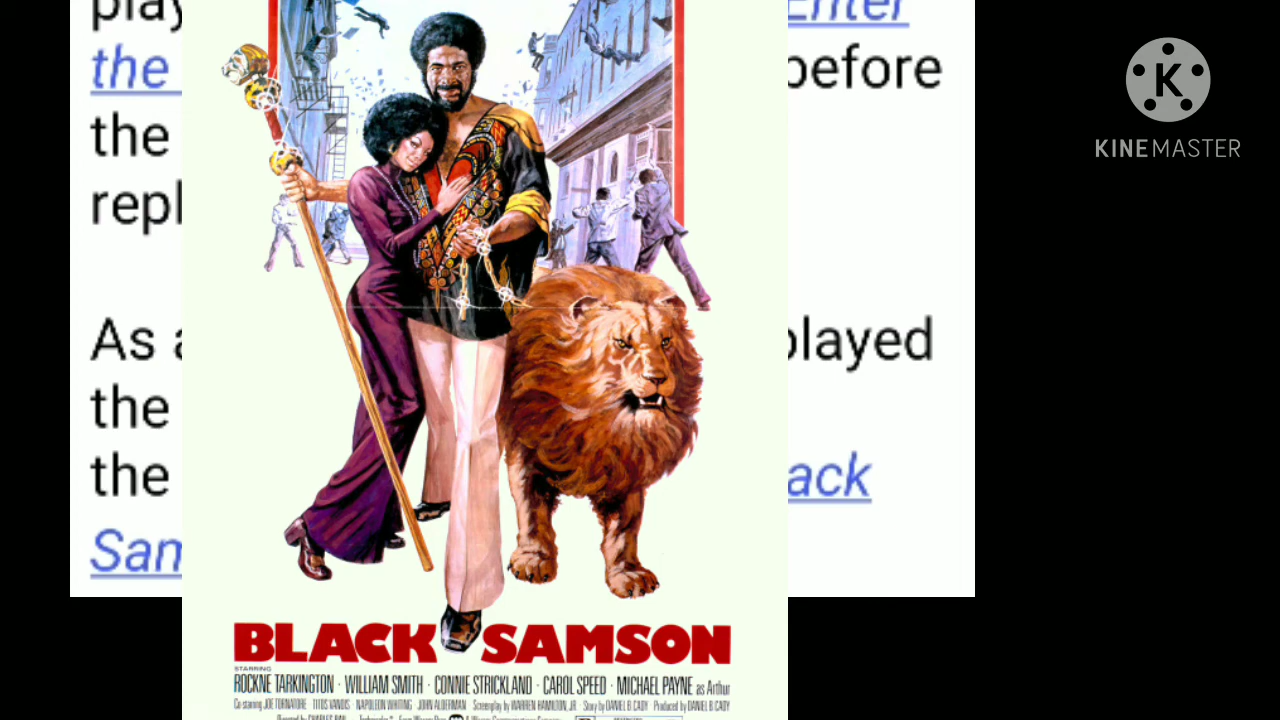 play Enter
the before
the
repl
As a played
the
the ack
San
KINEMASTER
BLACK SAMSON
STARRING
ROCKNE TARKINGTON · WILLIAM SMITH · CONNIE STRICKLAND · CAROL SPEED · MICHAEL PAYNE as Arthur
Co-starring JOE TORNATORE TITOS VANDIS NAPOLEON WHITING JOHN ALDERMAN Screenplay by WARREN HAMILTON, JR. Story by DANIEL B. CADY Produced by DANIEL B. CADY